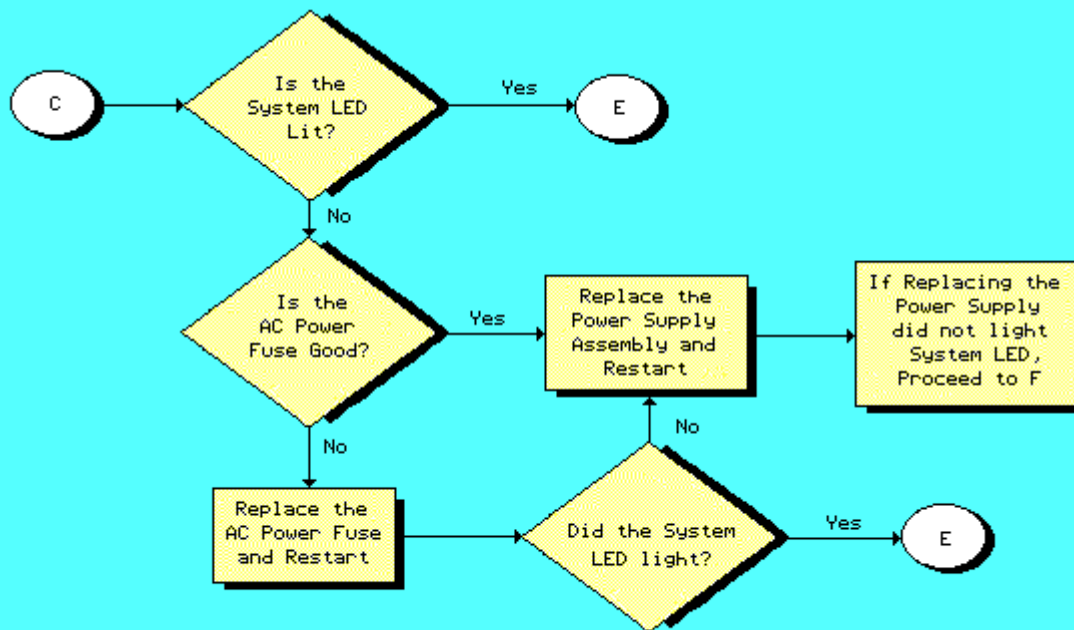 C
Is the
System LED
Lit?
Yes
E
No
Is the
AC Power
Fuse Good?
Yes
Replace the
Power Supply
Assembly and
Restart
If Replacing the
Power Supply
did not light
System LED,
Proceed to F
No
No
Replace the
AC Power Fuse
and Restart
Did the System
LED light?
Yes
E